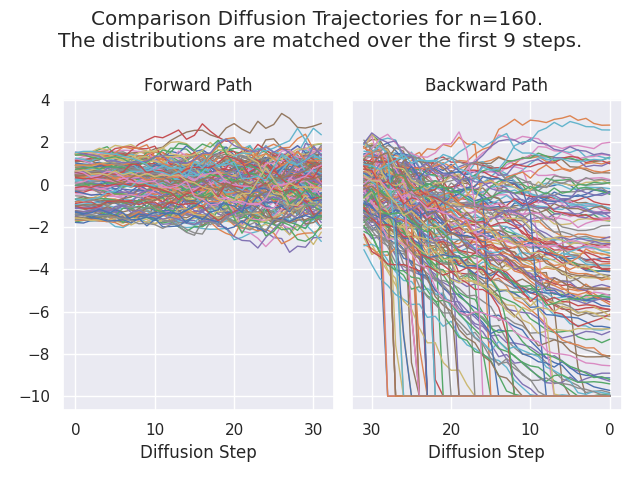 Comparison Diffusion Trajectories for n=160.
The distributions are matched over the first 9 steps.
Forward Path
Backward Path
4
2
0
−2
−4
−6
−8
−10
0 10 20 30
30 20 10 0
Diffusion Step
Diffusion Step